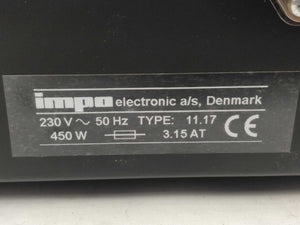 impo electronic a/s, Denmark
230 V ~ 50 Hz TYPE: 11.17
450 W 3.15 AT CE